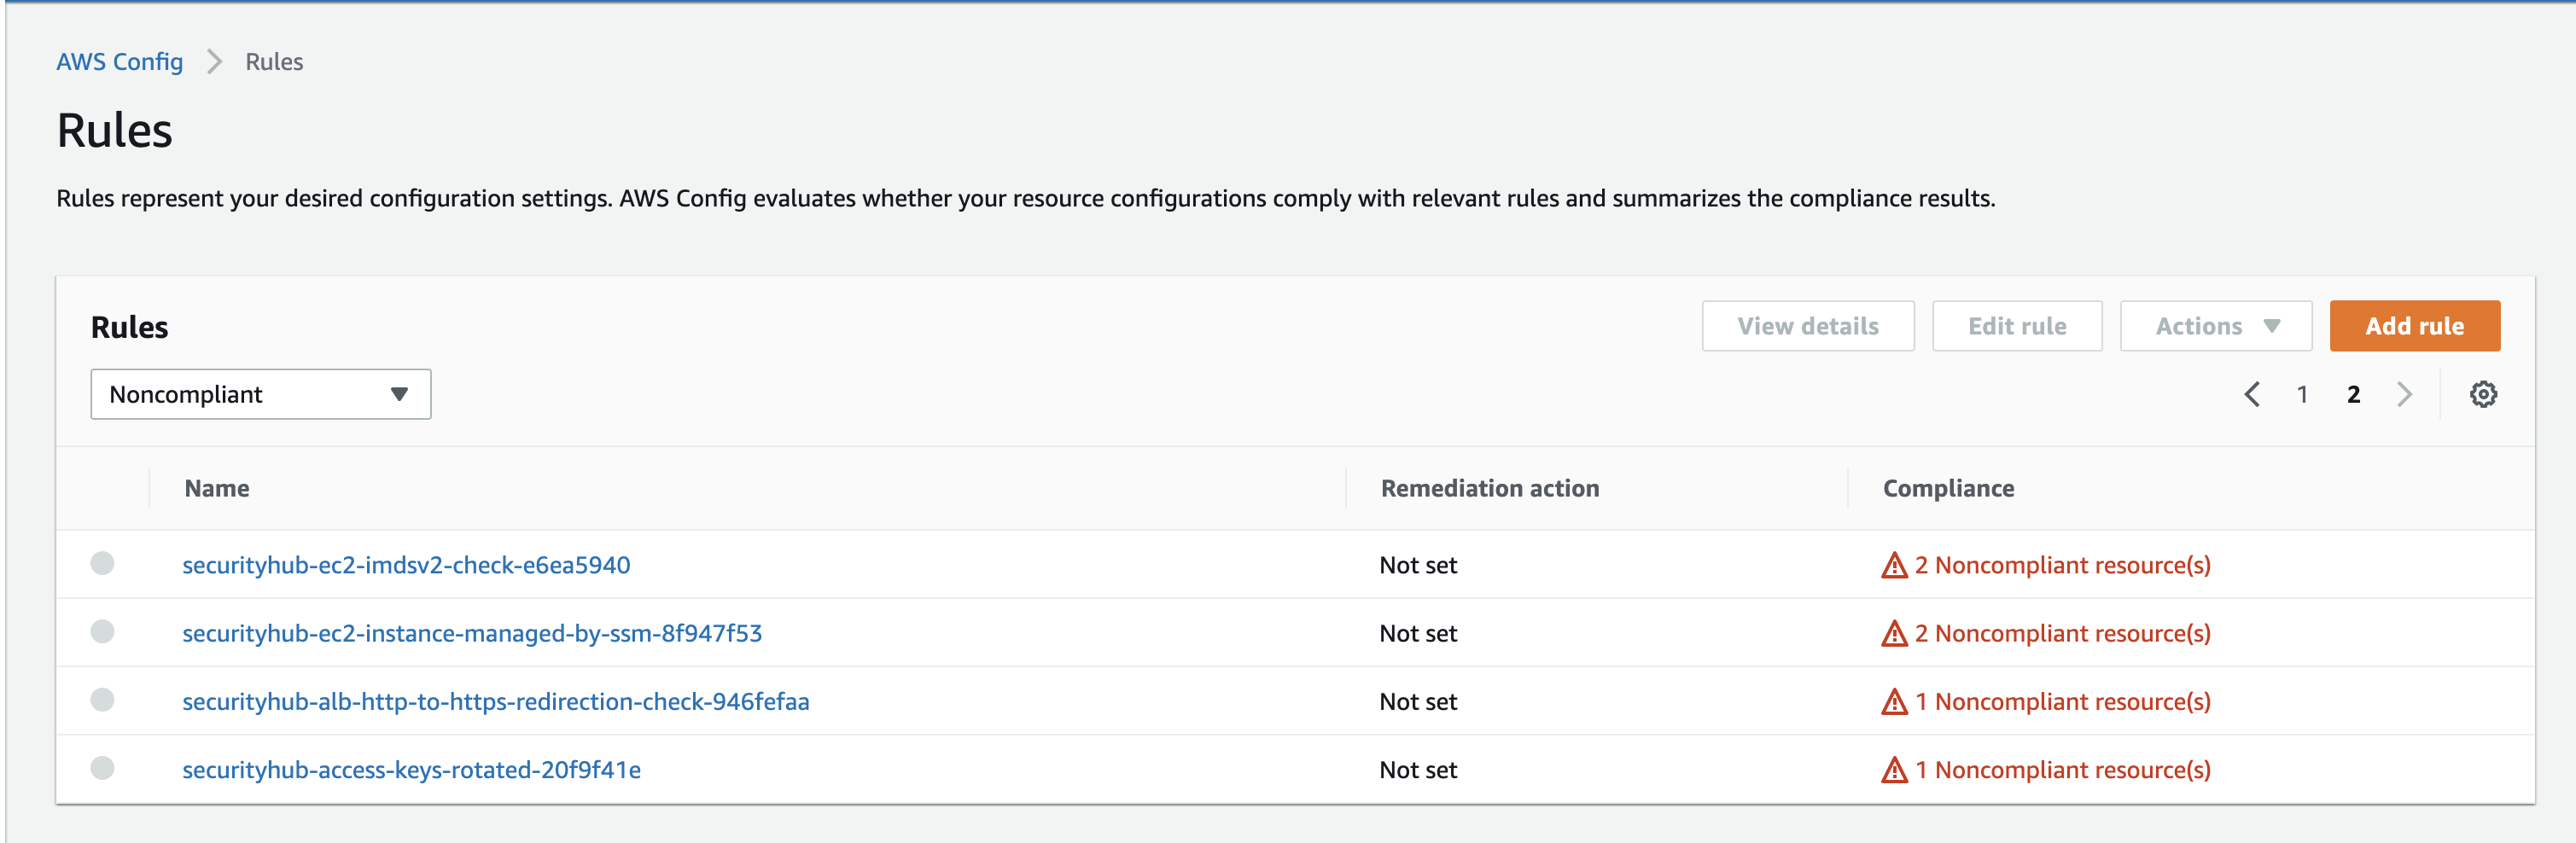 AWS Config > Rules
Rules
Rules represent your desired configuration settings. AWS Config evaluates whether your resource configurations comply with relevant rules and summarizes the compliance results.
Rules
View details Edit rule Actions Add rule
Noncompliant
1 2
Name Remediation action Compliance
securityhub-ec2-imdsv2-check-e6ea5940 Not set 2 Noncompliant resource(s)
securityhub-ec2-instance-managed-by-ssm-8f947f53 Not set 2 Noncompliant resource(s)
securityhub-alb-http-to-https-redirection-check-946fefaa Not set 1 Noncompliant resource(s)
securityhub-access-keys-rotated-20f9f41e Not set 1 Noncompliant resource(s)